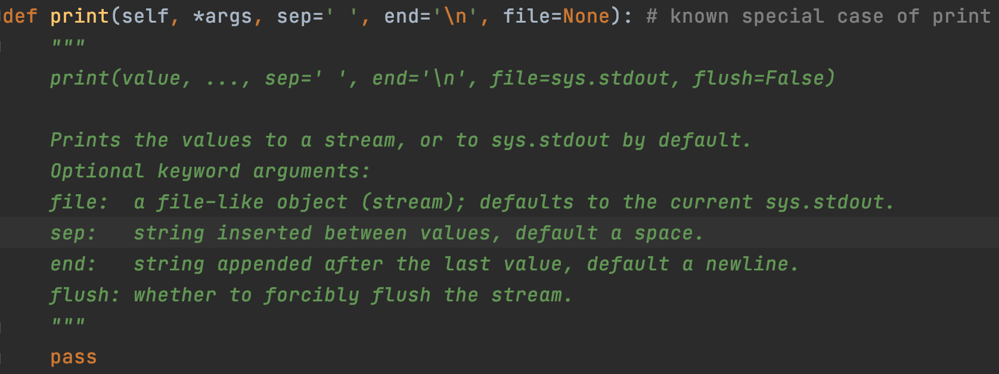 def print(self, *args, sep=' ', end='\n', file=None): # known special case of print
"""
print(value, ..., sep=' ', end='\n', file=sys.stdout, flush=False)
Prints the values to a stream, or to sys.stdout by default.
Optional keyword arguments:
file:  a file-like object (stream); defaults to the current sys.stdout.
sep:   string inserted between values, default a space.
end:   string appended after the last value, default a newline.
flush: whether to forcibly flush the stream.
"""
pass